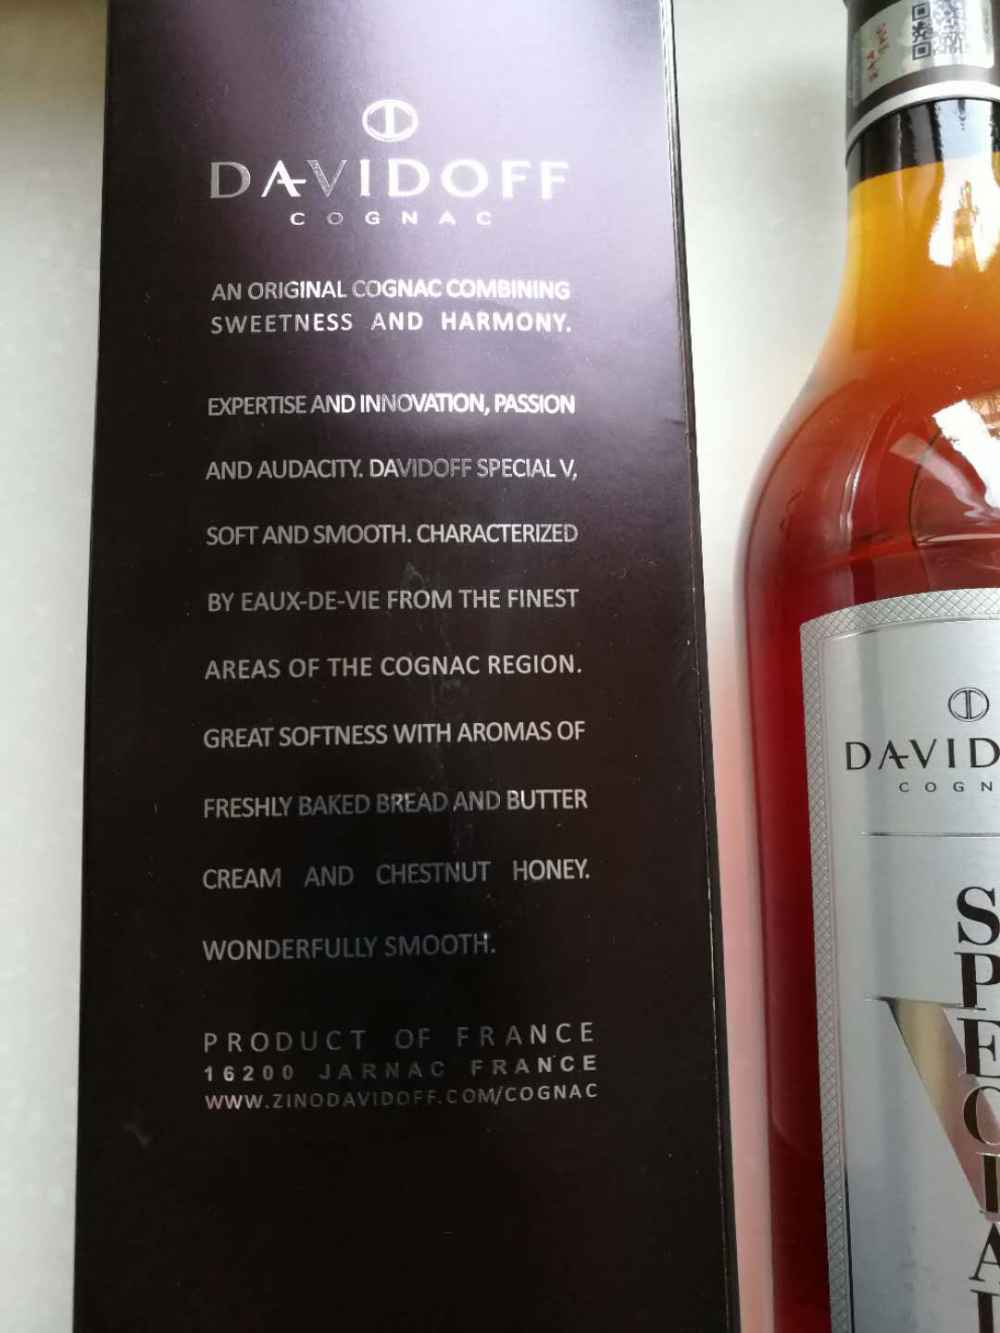 DAVIDOFF
COGNAC
AN ORIGINAL COGNAC COMBINING
SWEETNESS AND HARMONY.
EXPERTISE AND INNOVATION, PASSION
AND AUDACITY. DAVIDOFF SPECIAL V,
SOFT AND SMOOTH. CHARACTERIZED
BY EAUX-DE-VIE FROM THE FINEST
AREAS OF THE COGNAC REGION.
GREAT SOFTNESS WITH AROMAS OF
FRESHLY BAKED BREAD AND BUTTER
CREAM AND CHESTNUT HONEY.
WONDERFULLY SMOOTH.
PRODUCT OF FRANCE
16200 JARNAC FRANCE
WWW.ZINODAVIDOFF.COM/COGNAC
DAVID
COGN
SPECIAL
V